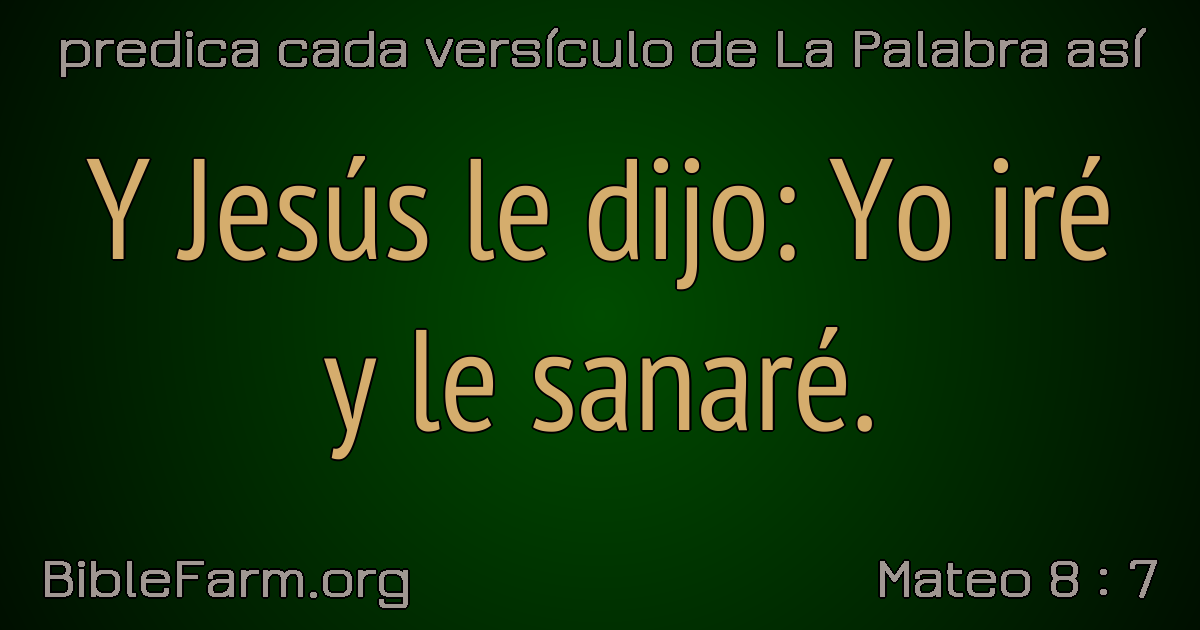 predica cada versículo de La Palabra así
Y Jesús le dijo: Yo iré
y le sanaré.
BibleFarm.org
Mateo 8 : 7